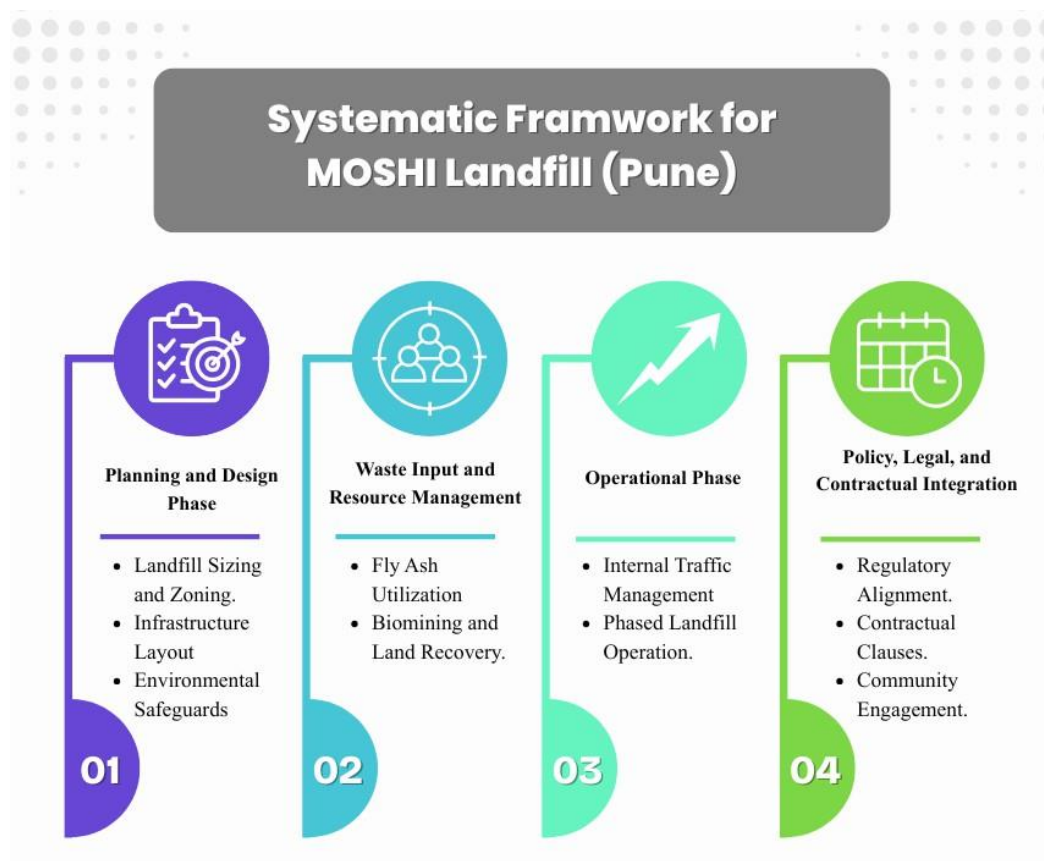 Systematic Framwork for
MOSHI Landfill (Pune)
Planning and Design
Phase
• Landfill Sizing
and Zoning.
• Infrastructure
Layout
• Environmental
Safeguards
01
Waste Input and
Resource Management
• Fly Ash
Utilization
• Biomining and
Land Recovery.
02
Operational Phase
• Internal Traffic
Management
• Phased Landfill
Operation.
03
Policy, Legal, and
Contractual Integration
• Regulatory
Alignment.
• Contractual
Clauses.
• Community
Engagement.
04